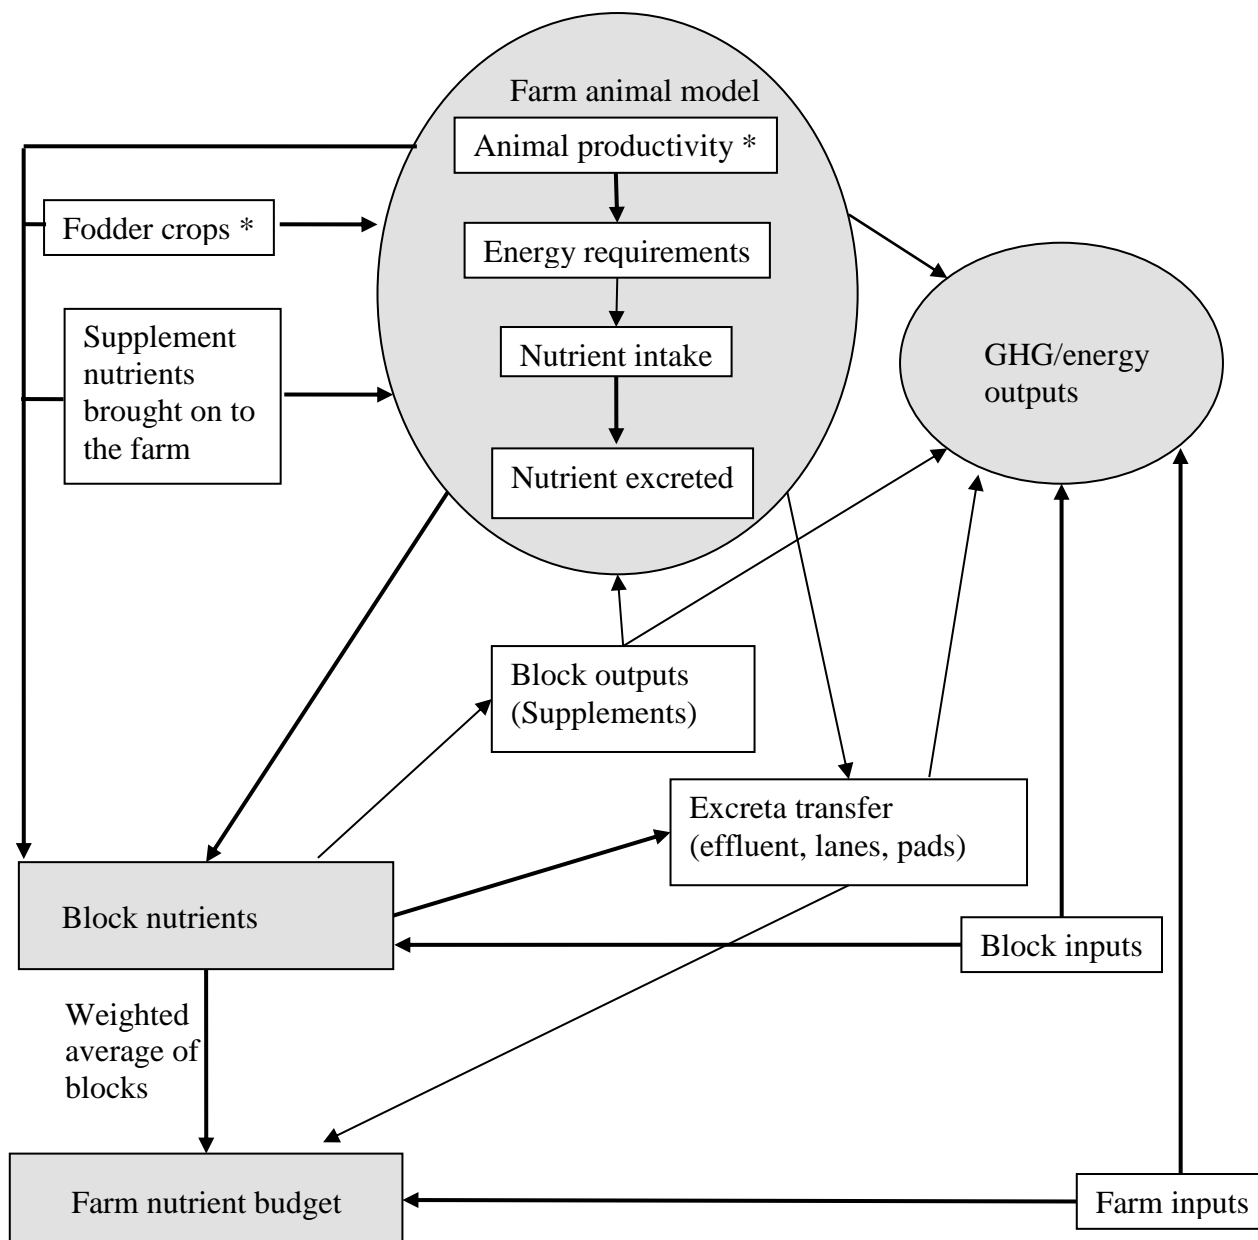 Farm animal model
Animal productivity *
Fodder crops *
Energy requirements
Supplement
nutrients
brought on to
the farm
Nutrient intake
GHG/energy
outputs
Nutrient excreted
Block outputs
(Supplements)
Excreta transfer
(effluent, lanes, pads)
Block nutrients
Block inputs
Weighted
average of
blocks
Farm nutrient budget
Farm inputs